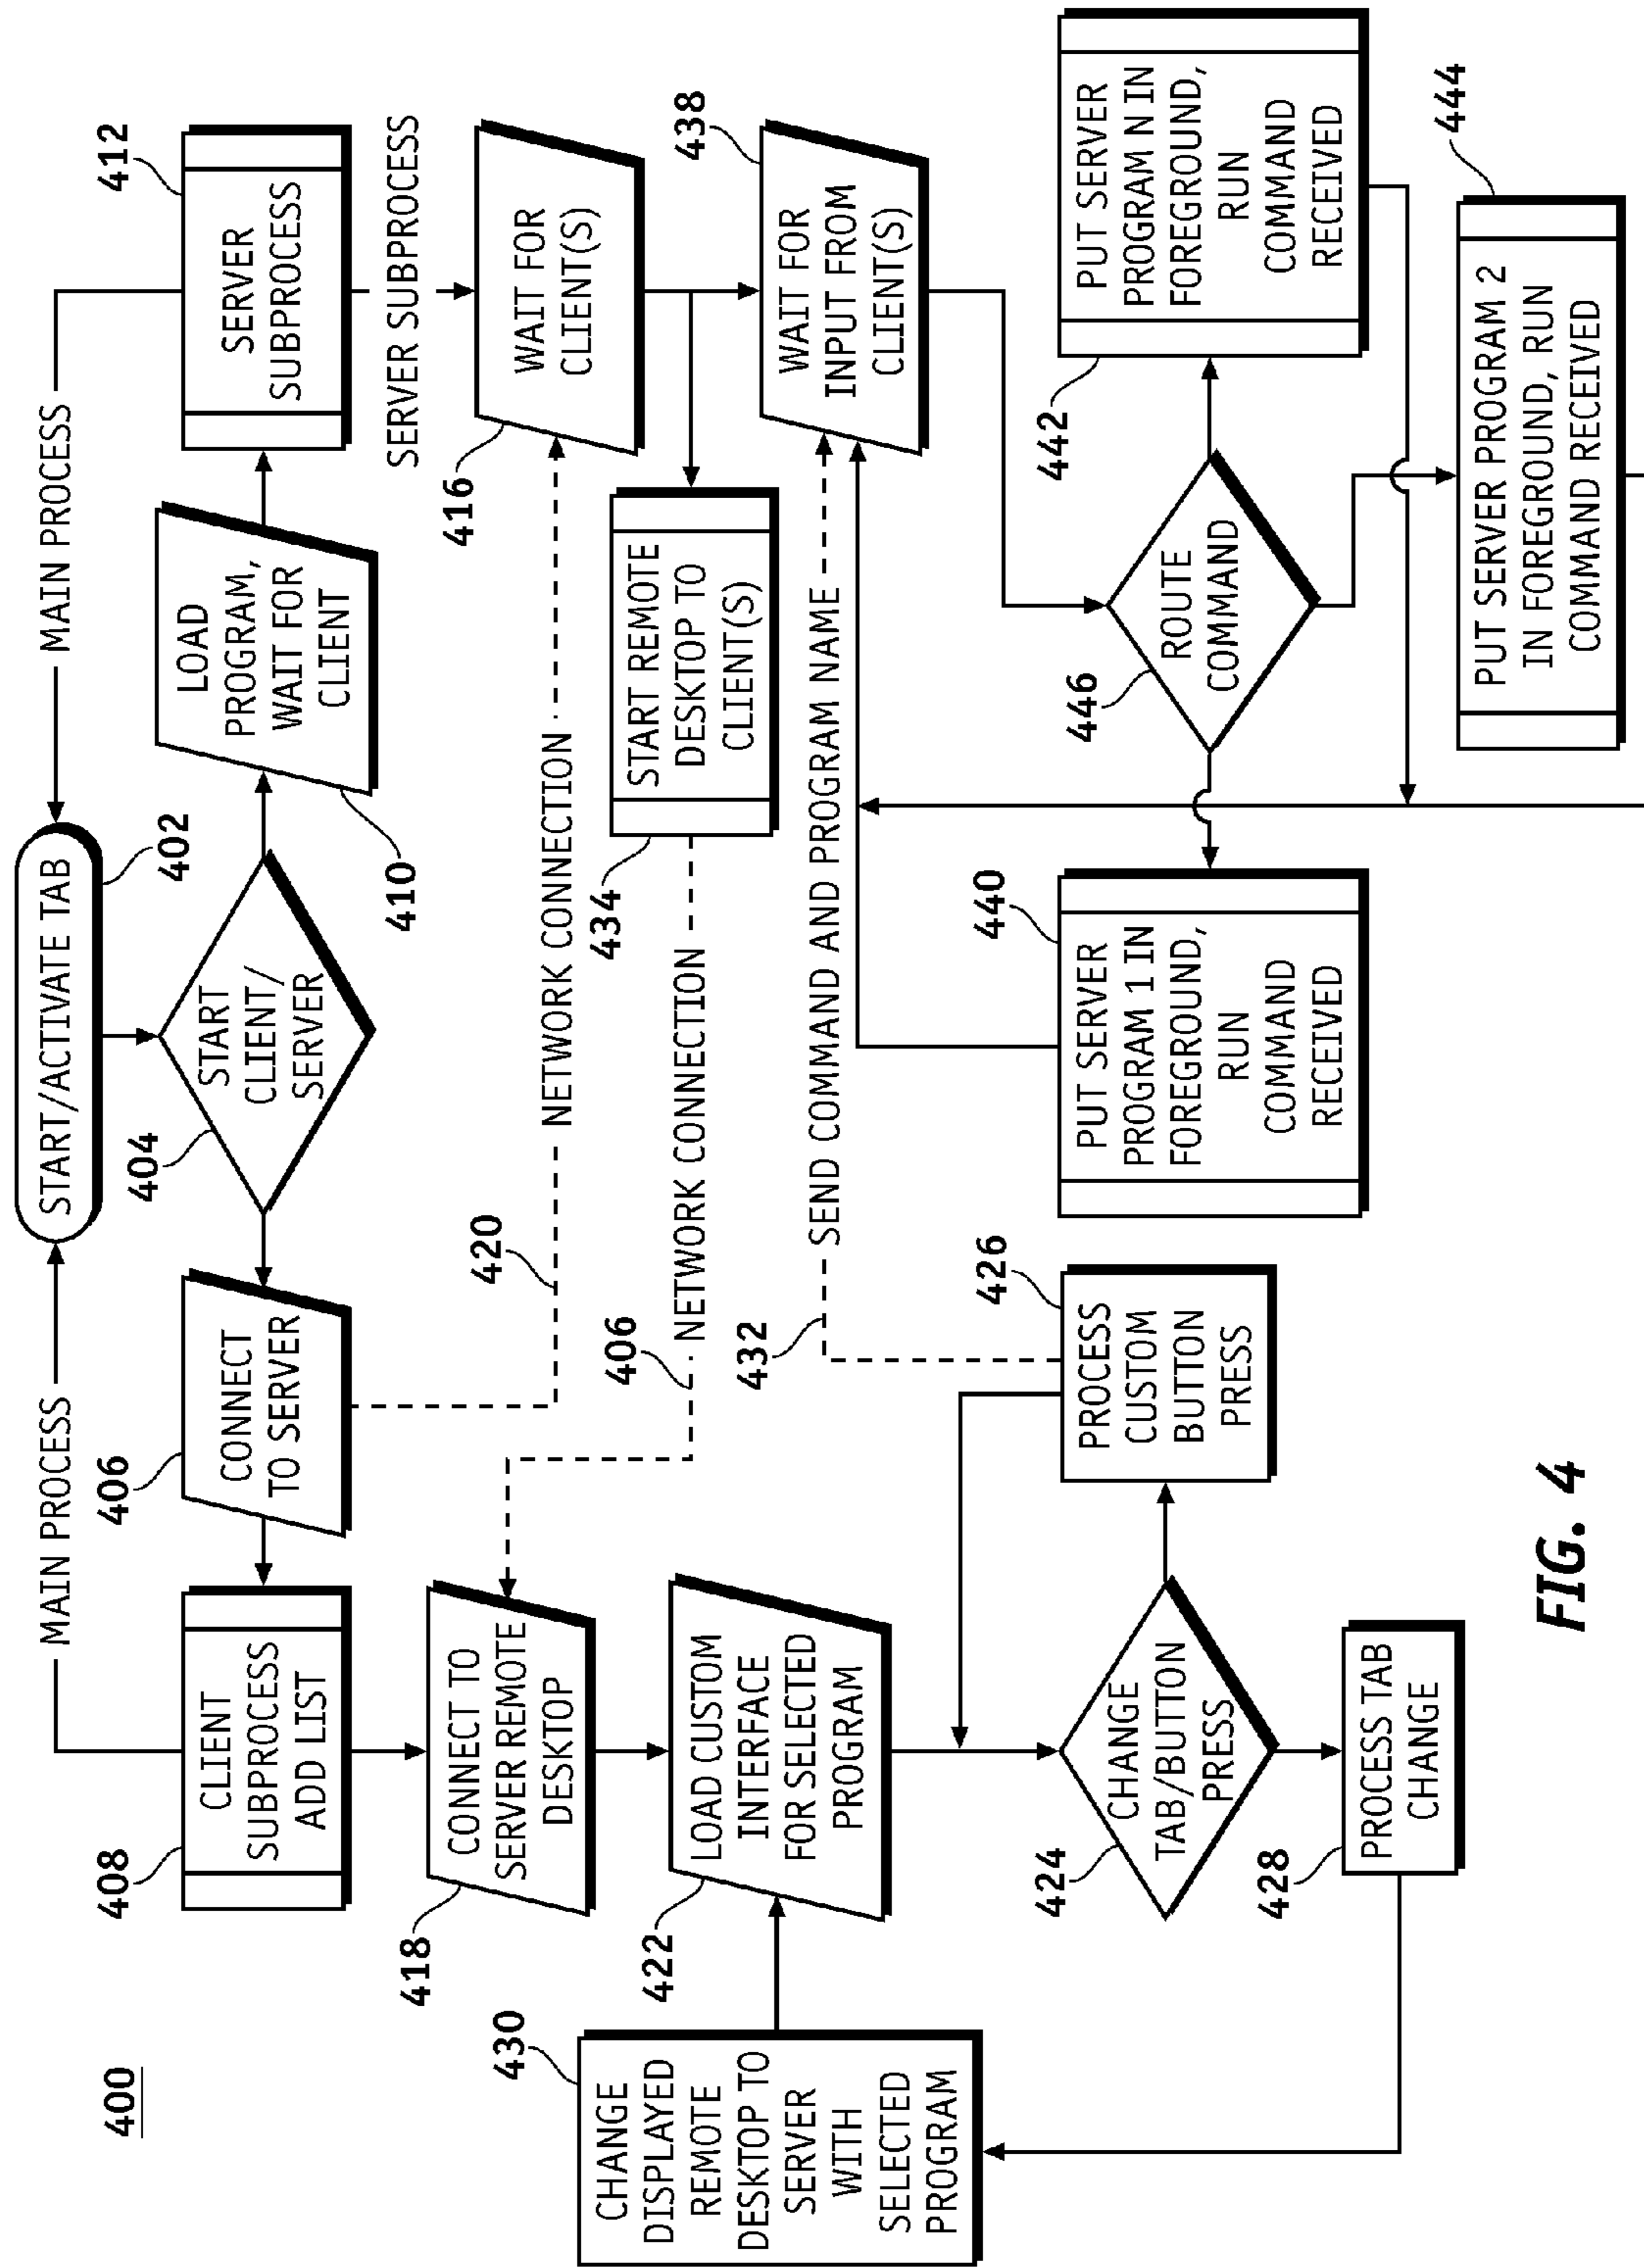 400
MAIN PROCESS
START/ACTIVATE TAB
402
MAIN PROCESS
408
CLIENT
SUBPROCESS
ADD LIST
406
CONNECT
TO SERVER
404
START
CLIENT/
SERVER
410
LOAD
PROGRAM,
WAIT FOR
CLIENT
412
SERVER
SUBPROCESS
SERVER SUBPROCESS
418
CONNECT TO
SERVER REMOTE
DESKTOP
420
NETWORK CONNECTION
416
WAIT FOR
CLIENT(S)
430
CHANGE
DISPLAYED
REMOTE
DESKTOP TO
SERVER
WITH
SELECTED
PROGRAM
422
LOAD CUSTOM
INTERFACE
FOR SELECTED
PROGRAM
406
NETWORK CONNECTION
434
START REMOTE
DESKTOP TO
CLIENT(S)
438
WAIT FOR
INPUT FROM
CLIENT(S)
432
SEND COMMAND AND PROGRAM NAME
424
CHANGE
TAB/BUTTON
PRESS
426
PROCESS
CUSTOM
BUTTON
PRESS
440
PUT SERVER
PROGRAM 1 IN
FOREGROUND,
RUN
COMMAND
RECEIVED
446
ROUTE
COMMAND
442
PUT SERVER
PROGRAM N IN
FOREGROUND,
RUN
COMMAND
RECEIVED
428
PROCESS TAB
CHANGE
444
PUT SERVER PROGRAM 2
IN FOREGROUND, RUN
COMMAND RECEIVED
FIG. 4